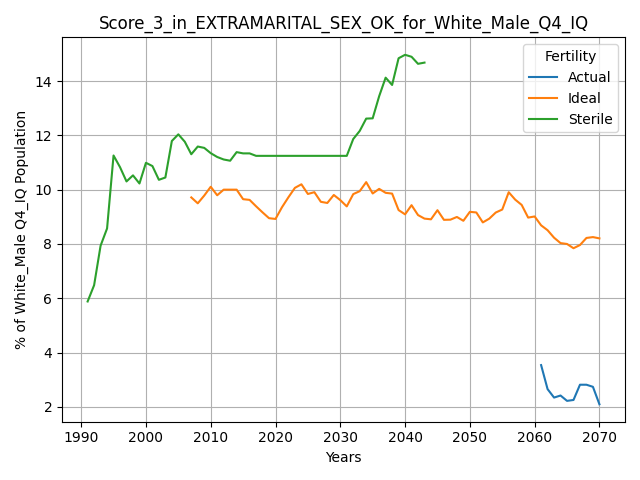 Score_3_in_EXTRAMARITAL_SEX_OK_for_White_Male_Q4_IQ
Fertility
Actual
Ideal
Sterile
% of White_Male Q4_IQ Population
14
12
10
8
6
4
2
1990 2000 2010 2020 2030 2040 2050 2060 2070
Years